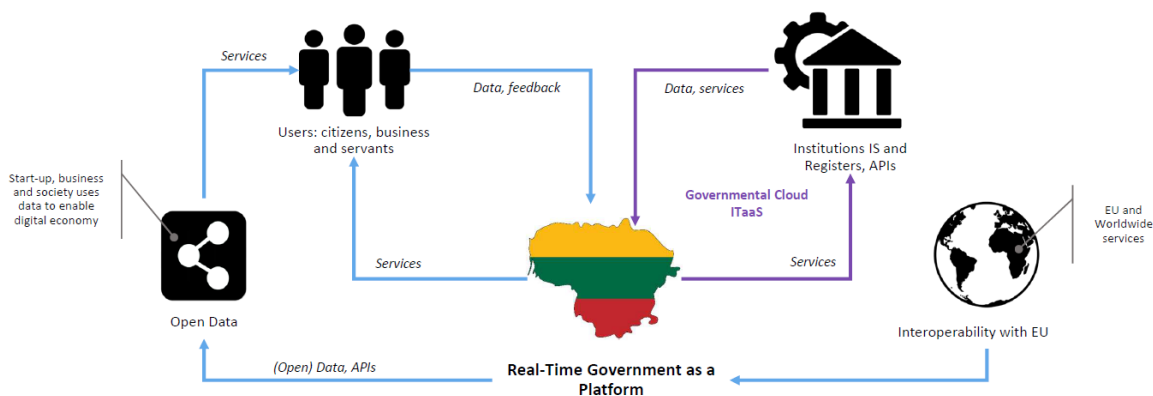 Services
Data, feedback
Data, services
Users: citizens, business
and servants
Institutions IS and
Registers, APIs
Start-up, business
and society uses
data to enable
digital economy
Governmental Cloud
ITaaS
EU and
Worldwide
services
Services
Services
Open Data
Interoperability with EU
(Open) Data, APIs
Real-Time Government as a
Platform